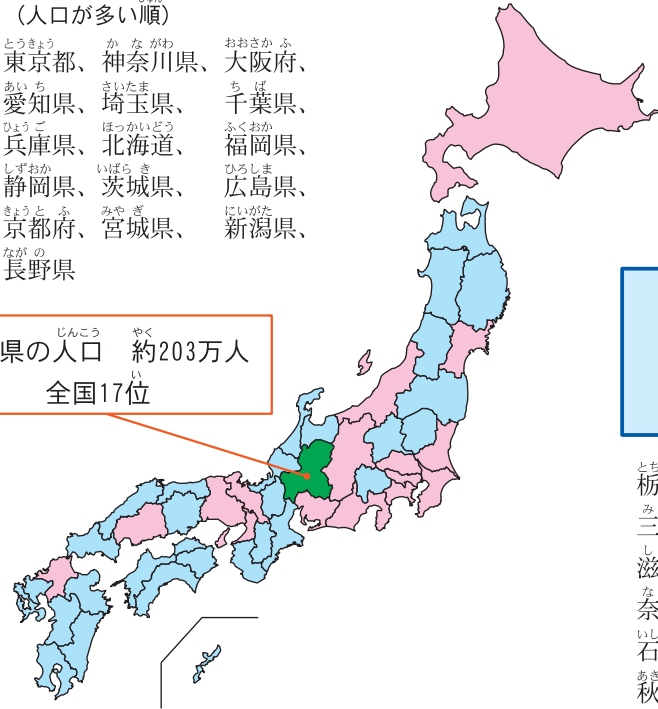 (人口が多い順)
東京都、神奈川県、大阪府、
愛知県、埼玉県、千葉県、
兵庫県、北海道、福岡県、
静岡県、茨城県、広島県、
京都府、宮城県、新潟県、
長野県
県の人口 約203万人
全国17位
栃
三
滋
奈
石
秋